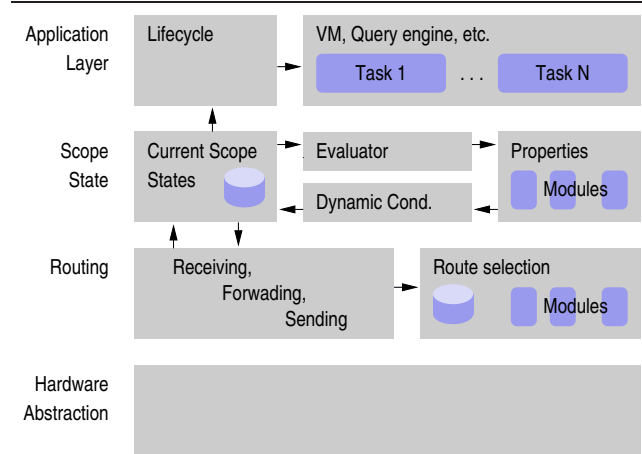 Application
Layer
Lifecycle
VM, Query engine, etc.
Task 1
. . .
Task N
Scope
State
Current Scope
States
Evaluator
Dynamic Cond.
Properties
Modules
Routing
Receiving,
Forwading,
Sending
Route selection
Modules
Hardware
Abstraction